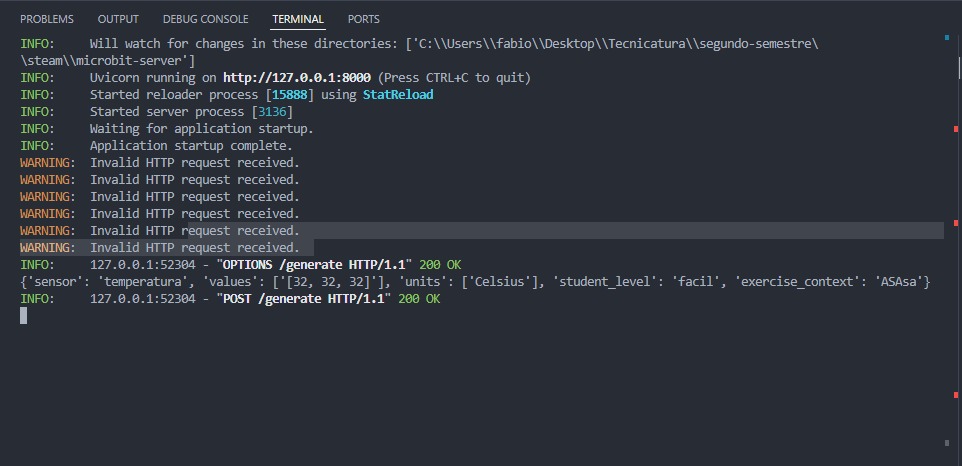 PROBLEMS OUTPUT DEBUG CONSOLE TERMINAL PORTS
INFO:     Will watch for changes in these directories: ['C:\\Users\\fabio\\Desktop\\Tecnicatura\\segundo-semestre\
\steam\\microbit-server']
INFO:     Uvicorn running on http://127.0.0.1:8000 (Press CTRL+C to quit)
INFO:     Started reloader process [15888] using StatReload
INFO:     Started server process [3136]
INFO:     Waiting for application startup.
INFO:     Application startup complete.
WARNING:  Invalid HTTP request received.
WARNING:  Invalid HTTP request received.
WARNING:  Invalid HTTP request received.
WARNING:  Invalid HTTP request received.
WARNING:  Invalid HTTP request received.
WARNING:  Invalid HTTP request received.
INFO:     127.0.0.1:52304 - "OPTIONS /generate HTTP/1.1" 200 OK
{'sensor': 'temperatura', 'values': ['[32, 32, 32]'], 'units': ['Celsius'], 'student_level': 'facil', 'exercise_context': 'ASAsa'}
INFO:     127.0.0.1:52304 - "POST /generate HTTP/1.1" 200 OK